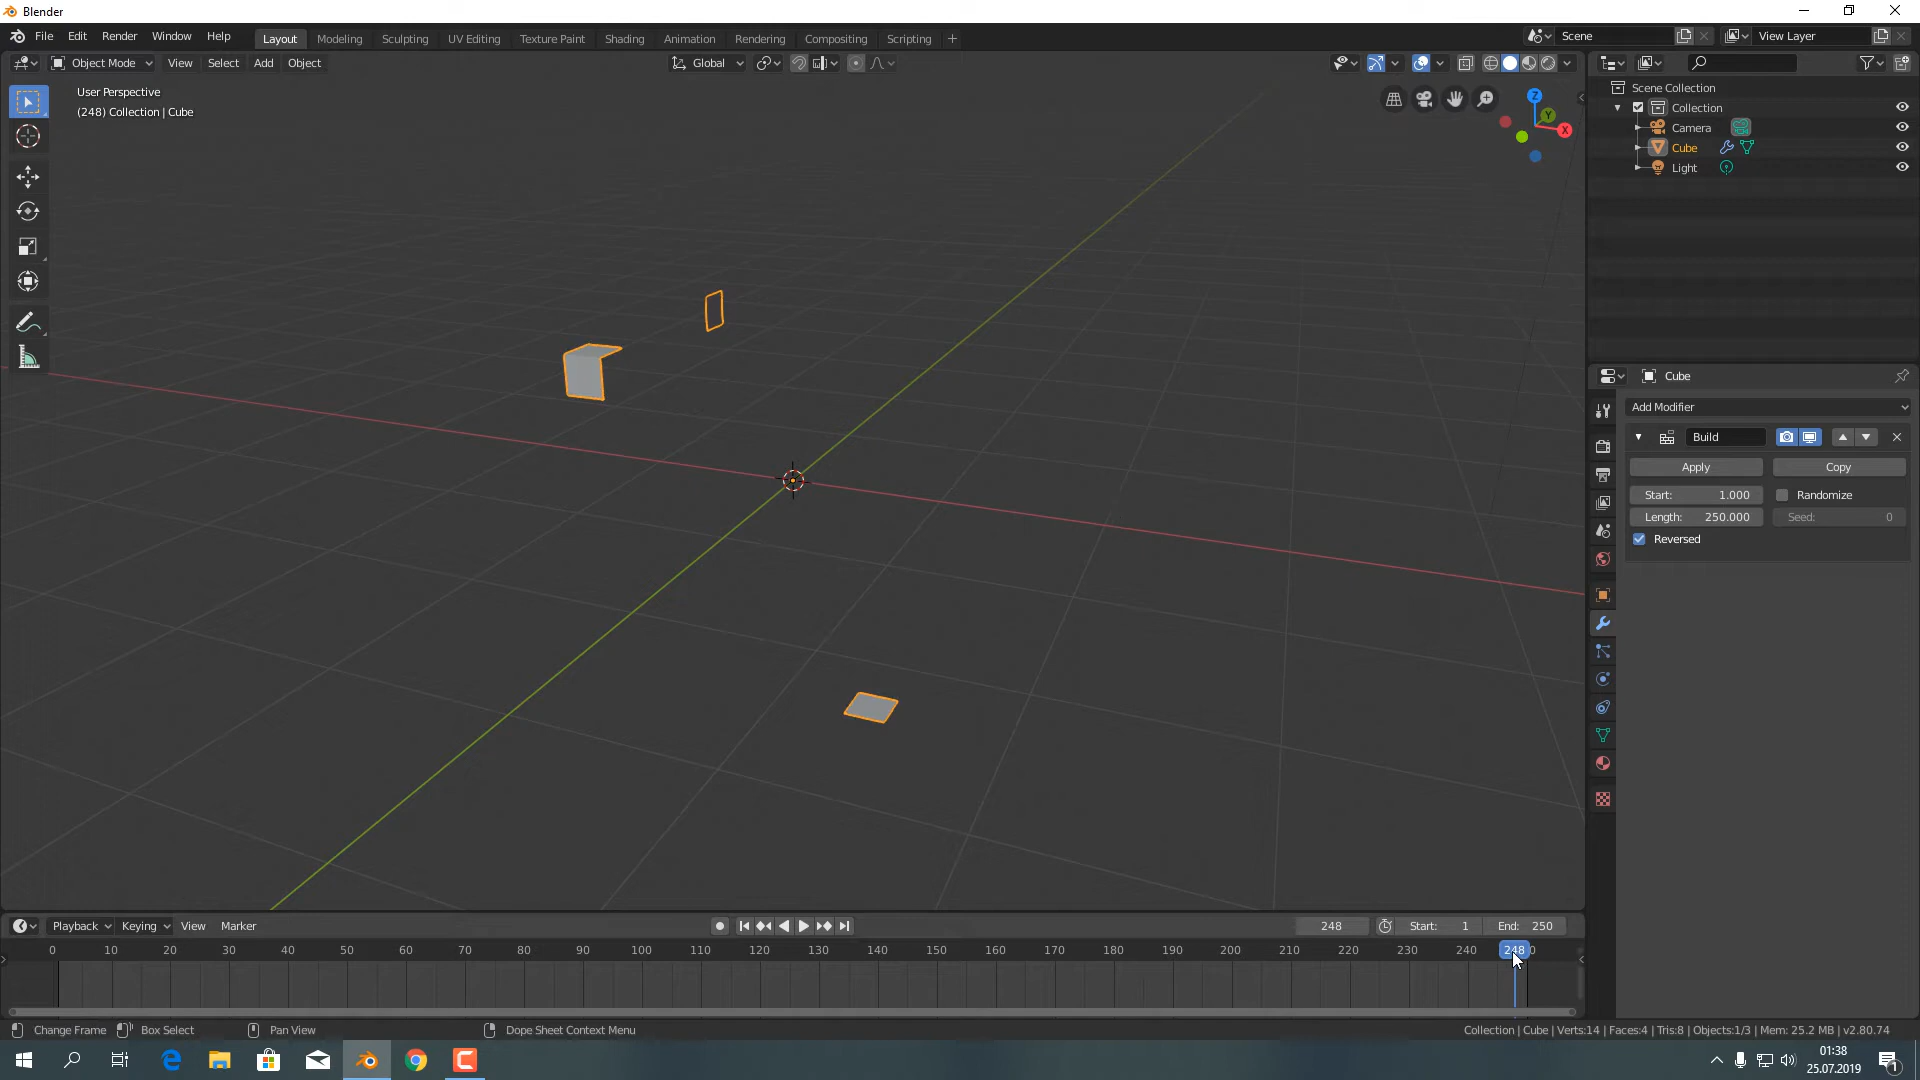 Blender
File Edit Render Window Help
Layout Modeling Sculpting UV Editing Texture Paint Shading Animation Rendering Compositing Scripting +
Scene
View Layer
Object Mode View Select Add Object
Global
User Perspective
(248) Collection | Cube
Z
Y
X
Scene Collection
Collection
Camera
Cube
Light
Cube
Add Modifier
Build
Apply Copy
Start: 1.000 Randomize
Length: 250.000 Seed: 0
Reversed
Playback Keying View Marker
248 Start: 1 End: 250
0 10 20 30 40 50 60 70 80 90 100 110 120 130 140 150 160 170 180 190 200 210 220 230 240 248 0
Change Frame Box Select Pan View Dope Sheet Context Menu
Collection | Cube | Verts:14 | Faces:4 | Tris:8 | Objects:1/3 | Mem: 25.2 MB | v2.80.74
01:38
25.07.2019
1